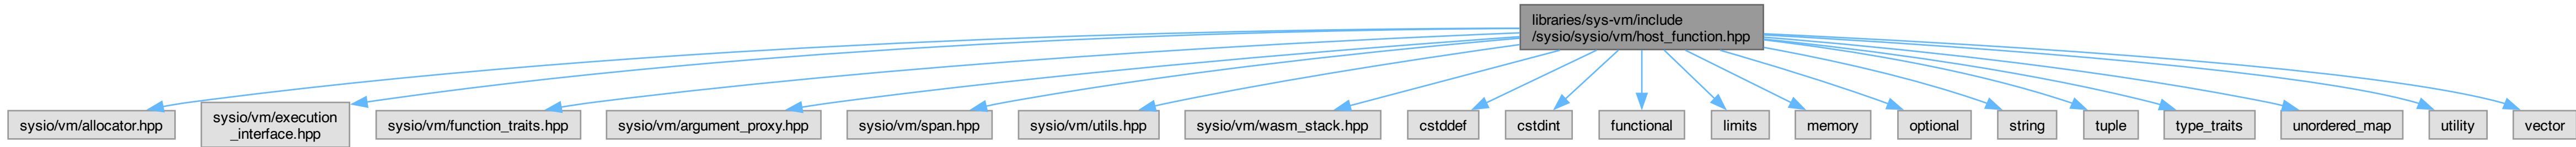 libraries/sys-vm/include
/sysio/sysio/vm/host_function.hpp
sysio/vm/allocator.hpp
sysio/vm/execution
_interface.hpp
sysio/vm/function_traits.hpp
sysio/vm/argument_proxy.hpp
sysio/vm/span.hpp
sysio/vm/utils.hpp
sysio/vm/wasm_stack.hpp
cstddef
cstdint
functional
limits
memory
optional
string
tuple
type_traits
unordered_map
utility
vector